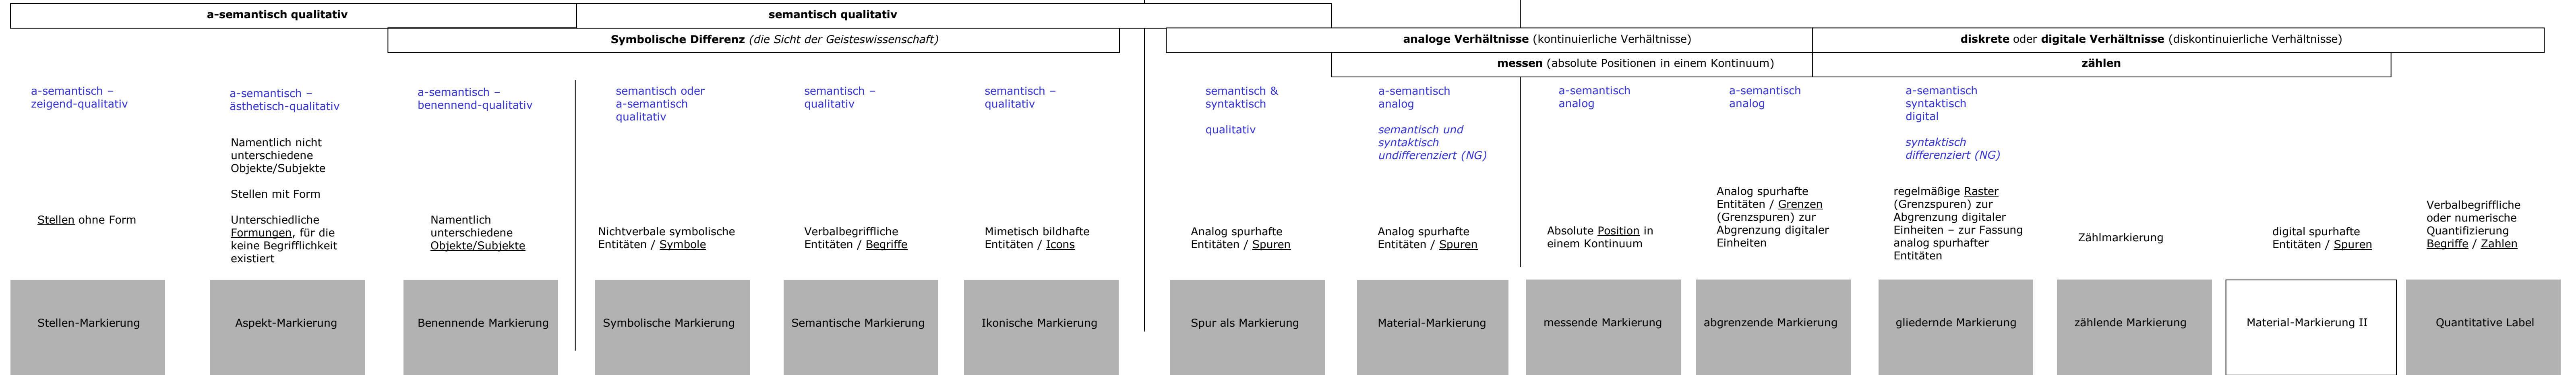 a-semantisch qualitativ
semantisch qualitativ
Symbolische Differenz (die Sicht der Geisteswissenschaft)
analoge Verhältnisse (kontinuierliche Verhältnisse)
diskrete oder digitale Verhältnisse (diskontinuierliche Verhältnisse)
messen (absolute Positionen in einem Kontinuum)
zählen
a-semantisch –
zeigend-qualitativ
Stellen ohne Form
Stellen-Markierung
a-semantisch –
ästhetisch-qualitativ
Namentlich nicht
unterschiedene
Objekte/Subjekte
Stellen mit Form
Unterschiedliche
Formungen, für die
keine Begrifflichkeit
existiert
Aspekt-Markierung
a-semantisch –
benennend-qualitativ
Namentlich
unterschiedene
Objekte/Subjekte
Benennende Markierung
semantisch oder
a-semantisch
qualitativ
Nichtverbale symbolische
Entitäten / Symbole
Symbolische Markierung
semantisch –
qualitativ
Verbalbegriffliche
Entitäten / Begriffe
Semantische Markierung
semantisch –
qualitativ
Mimetisch bildhafte
Entitäten / Icons
Ikonische Markierung
semantisch &
syntaktisch
qualitativ
Analog spurhafte
Entitäten / Spuren
Spur als Markierung
a-semantisch
analog
semantisch und
syntaktisch
undifferenziert (NG)
Analog spurhafte
Entitäten / Spuren
Material-Markierung
a-semantisch
analog
Absolute Position in
einem Kontinuum
messende Markierung
a-semantisch
analog
Analog spurhafte
Entitäten / Grenzen
(Grenzspuren) zur
Abgrenzung digitaler
Einheiten
abgrenzende Markierung
a-semantisch
syntaktisch
digital
syntaktisch
differenziert (NG)
regelmäßige Raster
(Grenzspuren) zur
Abgrenzung digitaler
Einheiten – zur Fassung
analog spurhafter
Entitäten
gliedernde Markierung
Zählmarkierung
zählende Markierung
digital spurhafte
Entitäten / Spuren
Material-Markierung II
Verbalbegriffliche
oder numerische
Quantifizierung
Begriffe / Zahlen
Quantitative Label